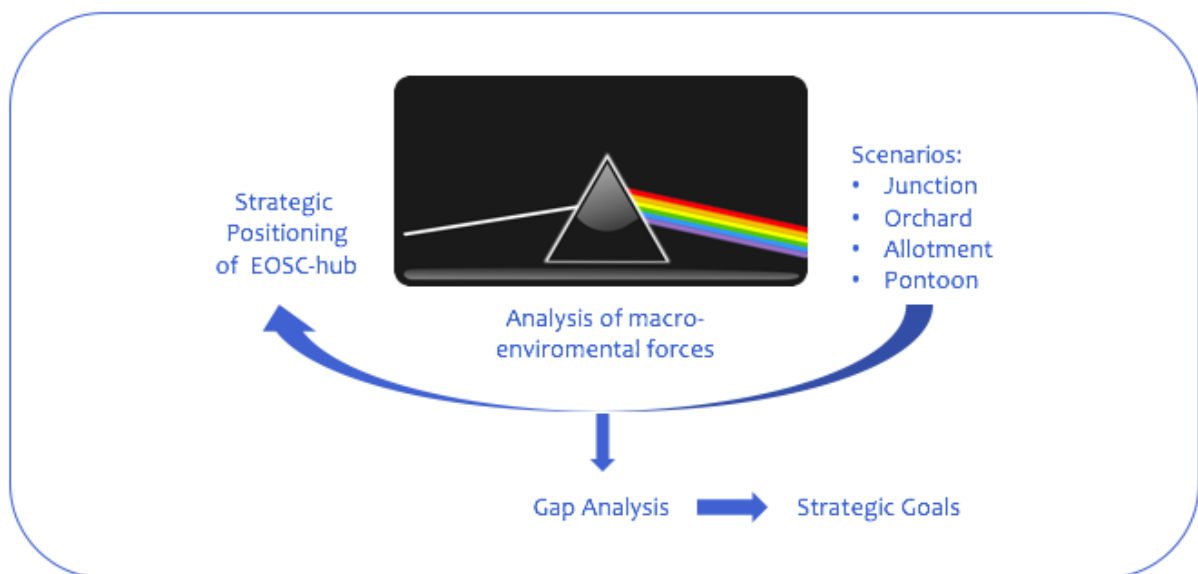 Strategic
Positioning
of EOSC-hub
Analysis of macro-
enviromental forces
Scenarios:
• Junction
• Orchard
• Allotment
• Pontoon
Gap Analysis
Strategic Goals